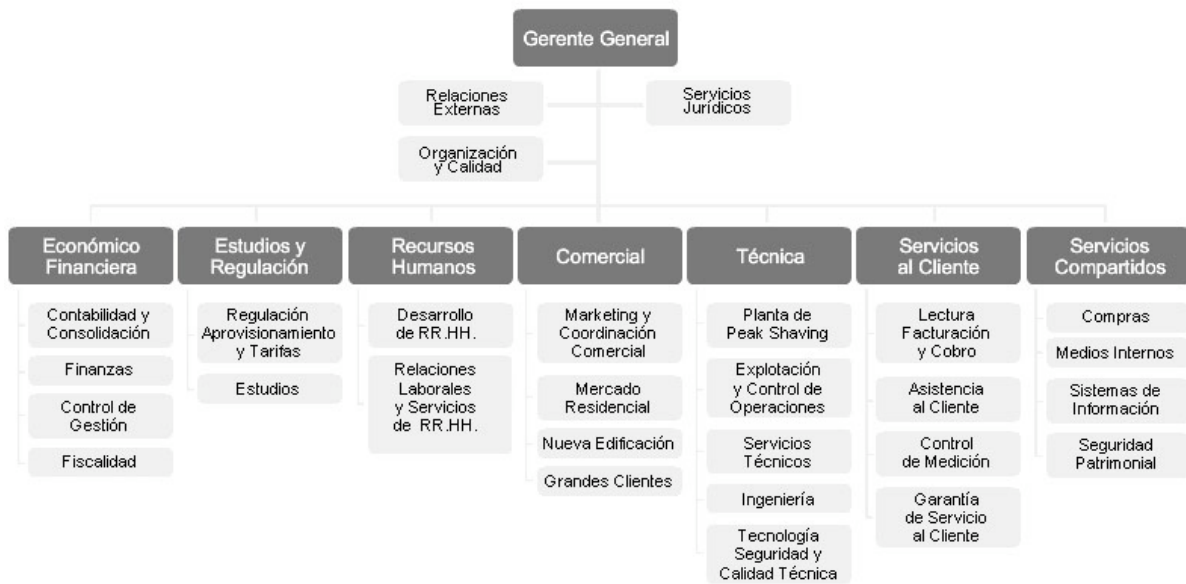 Gerente General
Relaciones
Externas
Servicios
Jurídicos
Organización
y Calidad
Económico
Financiera
Contabilidad y
Consolidación
Finanzas
Control de
Gestión
Fiscalidad
Estudios y
Regulación
Regulación
Aprovisionamiento
y Tarifas
Estudios
Recursos
Humanos
Desarrollo
de RR.HH.
Relaciones
Laborales
y Servicios
de RR.HH.
Comercial
Marketing y
Coordinación
Comercial
Mercado
Residencial
Nueva Edificación
Grandes Clientes
Técnica
Planta de
Peak Shaving
Explotación
y Control de
Operaciones
Servicios
Técnicos
Ingeniería
Tecnología
Seguridad y
Calidad Técnica
Servicios
al Cliente
Lectura
Facturación
y Cobro
Asistencia
al Cliente
Control
de Medición
Garantía
de Servicio
al Cliente
Servicios
Compartidos
Compras
Medios Internos
Sistemas de
Información
Seguridad
Patrimonial